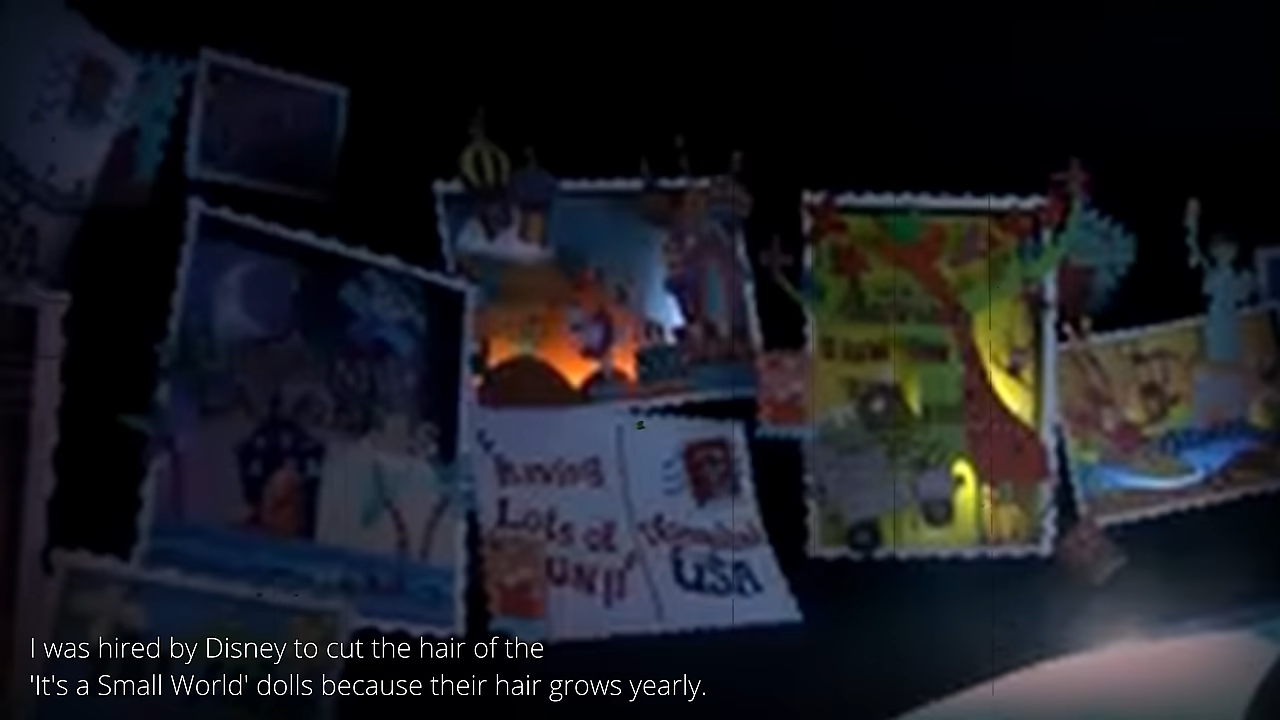 Having
Lots of
FUN!!
USA
I was hired by Disney to cut the hair of the
'It's a Small World' dolls because their hair grows yearly.